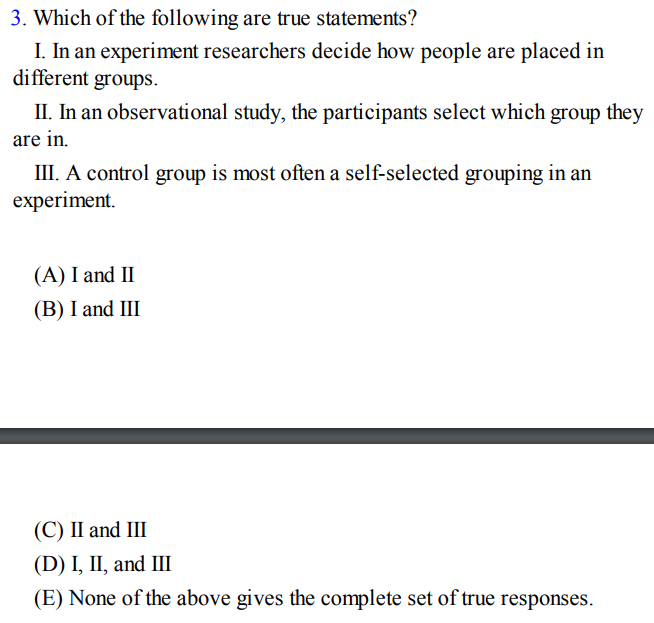 3. Which of the following are true statements?
I. In an experiment researchers decide how people are placed in
different groups.
II. In an observational study, the participants select which group they
are in.
III. A control group is most often a self-selected grouping in an
experiment.
(A) I and II
(B) I and III
(C) II and III
(D) I, II, and III
(E) None of the above gives the complete set of true responses.